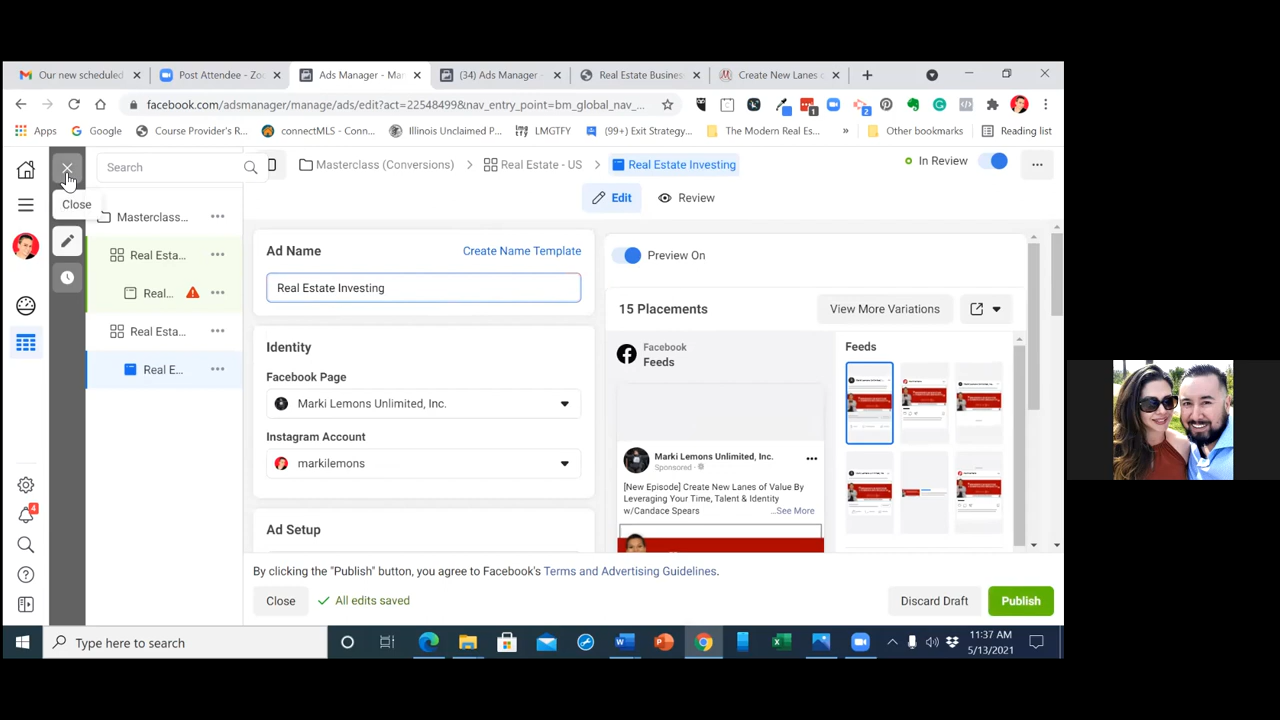 Our new scheduled
Post Attendee - Zoo
Ads Manager - Ma
(34) Ads Manager -
Real Estate Busines
Create New Lanes o
facebook.com/adsmanager/manage/ads/edit?act=225484998&nav_entry_point=bm_global_nav_...
1
2
Apps
Google
Course Provider's R...
connectMLS - Conn...
Illinois Unclaimed P...
LMGTFY
(99+) Exit Strategy...
The Modern Real Es...
»
Other bookmarks
Reading list
Search
Masterclass (Conversions)
Real Estate - US
Real Estate Investing
In Review
Edit
Review
Close
Masterclass...
Real Esta...
Real...
Real Esta...
Real E...
Ad Name
Create Name Template
Real Estate Investing
Identity
Facebook Page
Marki Lemons Unlimited, Inc.
Instagram Account
markilemons
Ad Setup
Preview On
15 Placements
View More Variations
Facebook
Feeds
Feeds
Marki Lemons Unlimited, Inc.
Sponsored ·
[New Episode] Create New Lanes of Value By
Leveraging Your Time, Talent & Identity
w/Candace Spears
...See More
4
By clicking the "Publish" button, you agree to Facebook's Terms and Advertising Guidelines.
Close
All edits saved
Discard Draft
Publish
Type here to search
11:37 AM
5/13/2021